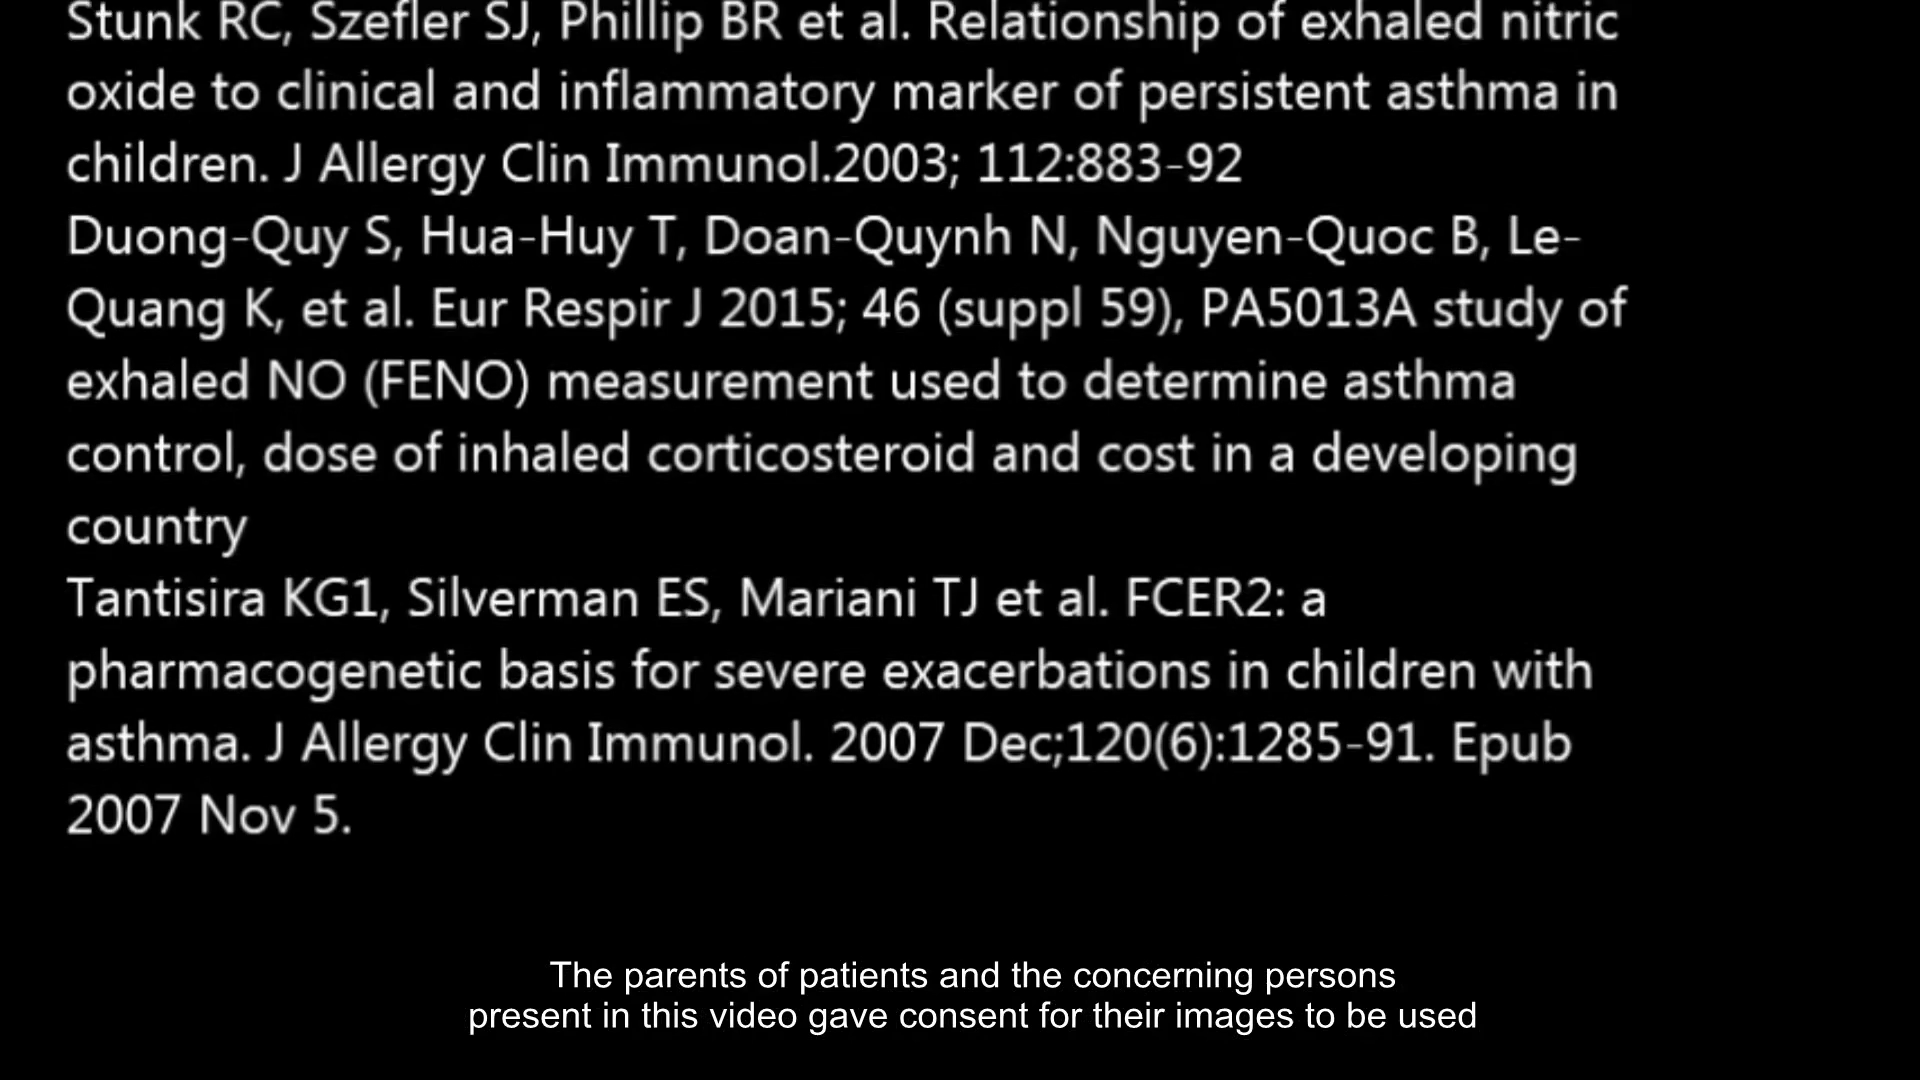 Stunk RC, Szefler SJ, Phillip BR et al. Relationship of exhaled nitric
oxide to clinical and inflammatory marker of persistent asthma in
children. J Allergy Clin Immunol.2003; 112:883-92
Duong-Quy S, Hua-Huy T, Doan-Quynh N, Nguyen-Quoc B, Le-
Quang K, et al. Eur Respir J 2015; 46 (suppl 59), PA5013A study of
exhaled NO (FENO) measurement used to determine asthma
control, dose of inhaled corticosteroid and cost in a developing
country
Tantisira KG1, Silverman ES, Mariani TJ et al. FCER2: a
pharmacogenetic basis for severe exacerbations in children with
asthma. J Allergy Clin Immunol. 2007 Dec;120(6):1285-91. Epub
2007 Nov 5.
The parents of patients and the concerning persons
present in this video gave consent for their images to be used